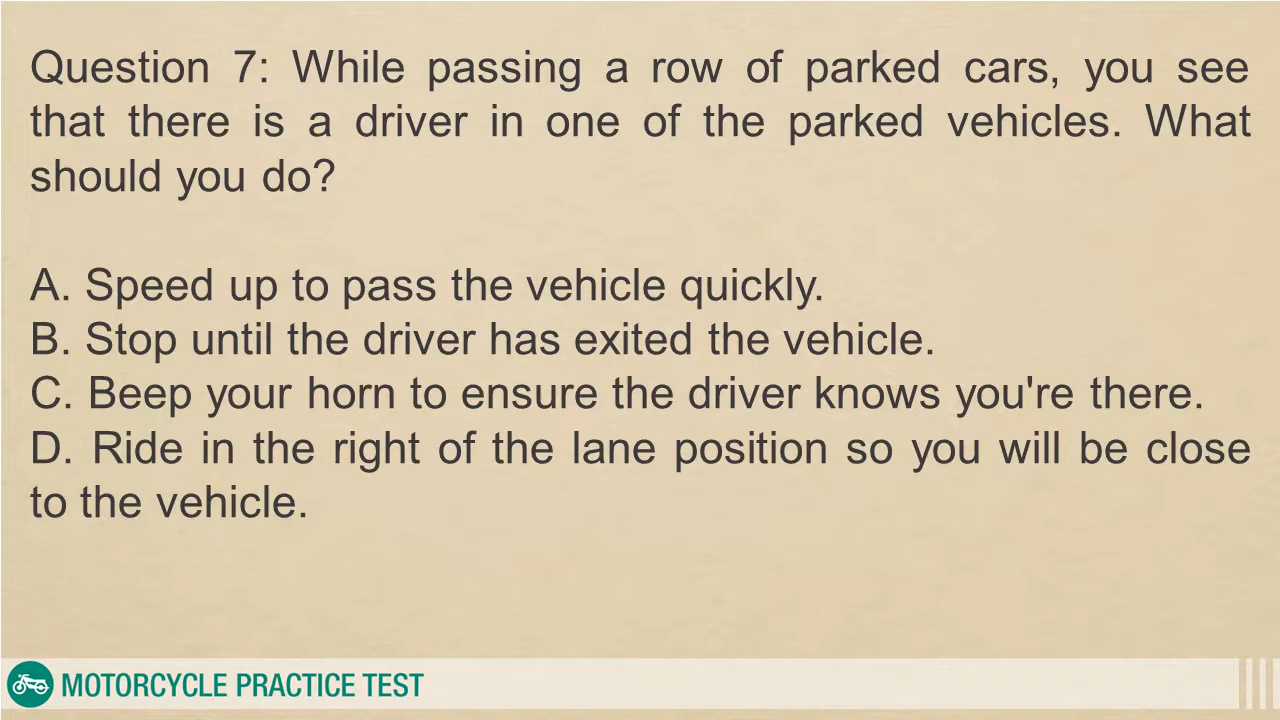 Question 7: While passing a row of parked cars, you see
that there is a driver in one of the parked vehicles. What
should you do?
A. Speed up to pass the vehicle quickly.
B. Stop until the driver has exited the vehicle.
C. Beep your horn to ensure the driver knows you're there.
D. Ride in the right of the lane position so you will be close
to the vehicle.
MOTORCYCLE PRACTICE TEST